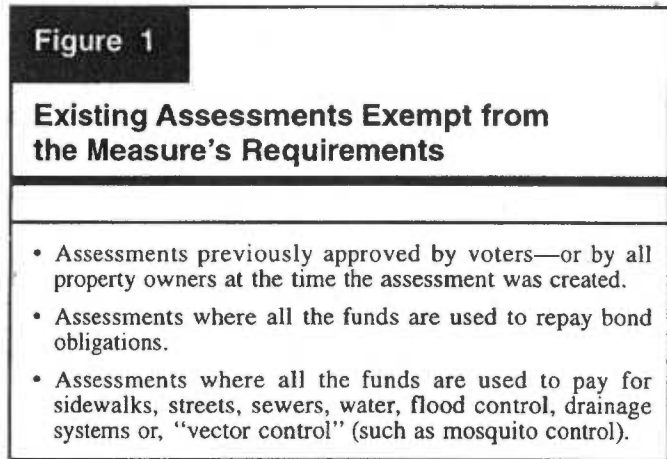 Figure 1
Existing Assessments Exempt from
the Measure's Requirements
• Assessments previously approved by voters—or by all
property owners at the time the assessment was created.
• Assessments where all the funds are used to repay bond
obligations.
• Assessments where all the funds are used to pay for
sidewalks, streets, sewers, water, flood control, drainage
systems or, “vector control” (such as mosquito control).